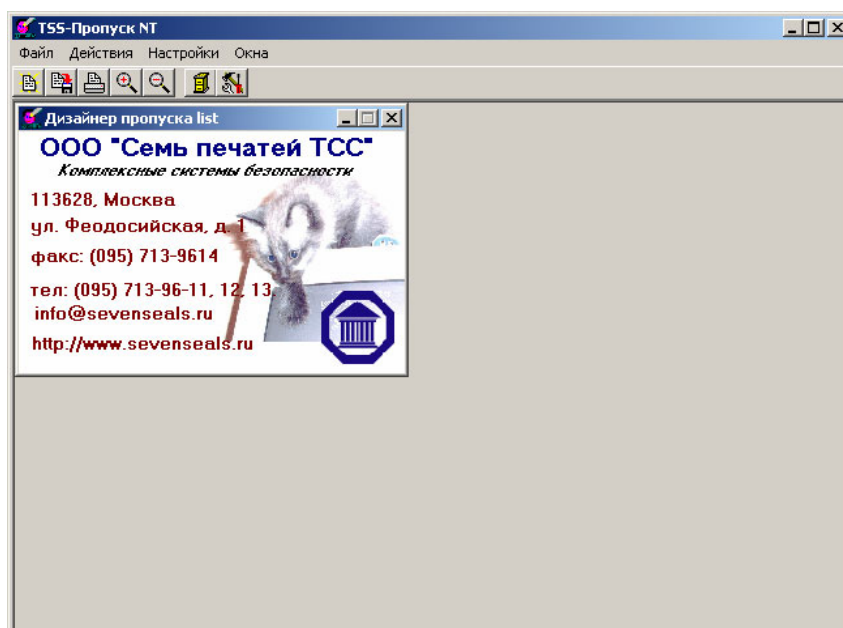 TSS-Пропуск NT
Файл Действия Настройки Окна
Дизайнер пропуска list
ООО "Семь печатей ТСС"
Комплексные системы безопасности
113628, Москва
ул. Феодосийская, д. 1
факс: (095) 713-9614
тел: (095) 713-96-11, 12, 13.
info@sevenseals.ru
http://www.sevenseals.ru